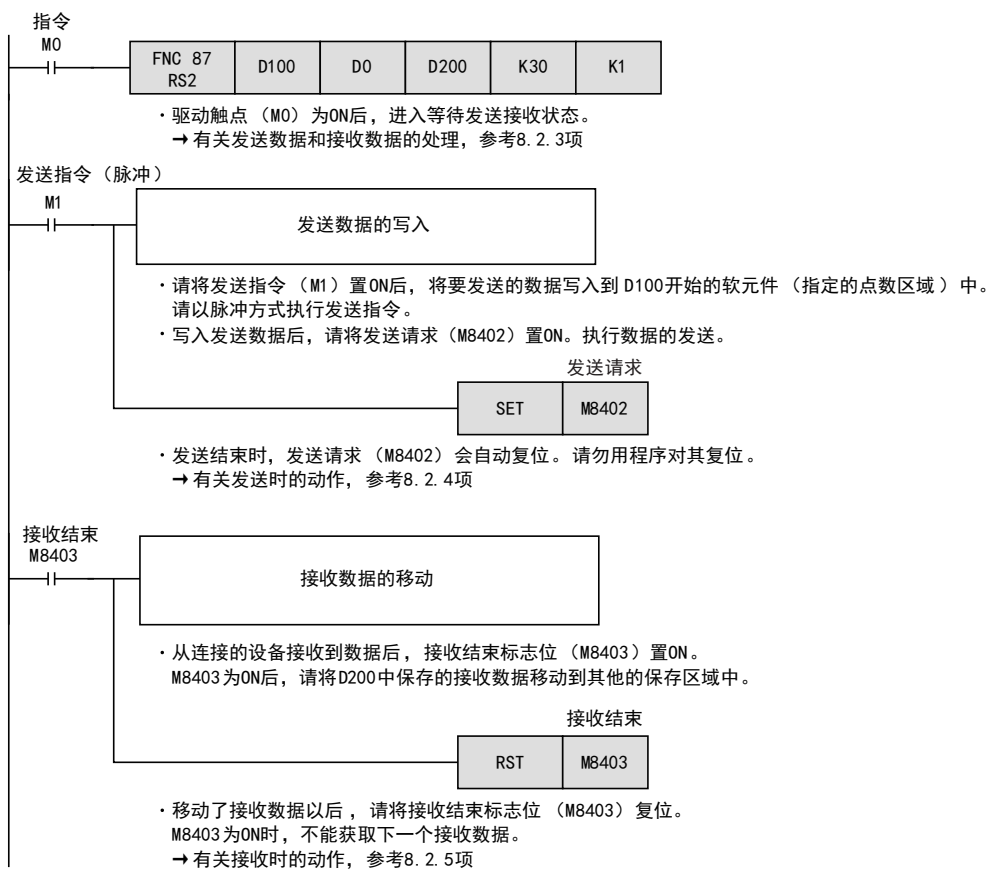 指令
M0
FNC 87
RS2
D100
D0
D200
K30
K1
・驱动触点（M0）为ON后，进入等待发送接收状态。
→有关发送数据和接收数据的处理，参考8.2.3项
发送指令（脉冲）
M1
发送数据的写入
・请将发送指令（M1）置ON后，将要发送的数据写入到D100开始的软元件（指定的点数区域）中。
请以脉冲方式执行发送指令。
・写入发送数据后，请将发送请求（M8402）置ON。执行数据的发送。
发送请求
SET
M8402
・发送结束时，发送请求（M8402）会自动复位。请勿用程序对其复位。
→有关发送时的动作，参考8.2.4项
接收结束
M8403
接收数据的移动
・从连接的设备接收到数据后，接收结束标志位（M8403）置ON。
M8403为ON后，请将D200中保存的接收数据移动到其他的保存区域中。
接收结束
RST
M8403
・移动了接收数据以后，请将接收结束标志位（M8403）复位。
M8403为ON时，不能获取下一个接收数据。
→有关接收时的动作，参考8.2.5项